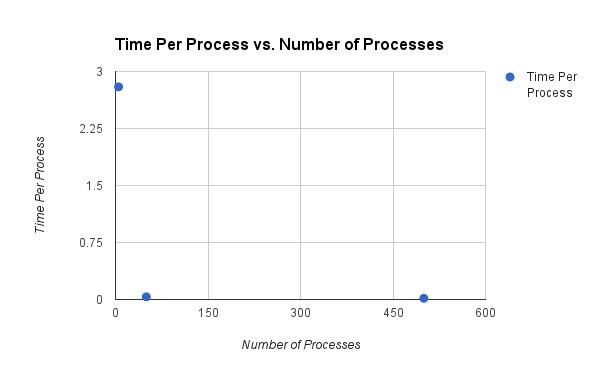 Time Per Process vs. Number of Processes
3
2.25
1.5
0.75
0
Time Per Process
0
150
300
450
600
Number of Processes
Time Per
Process